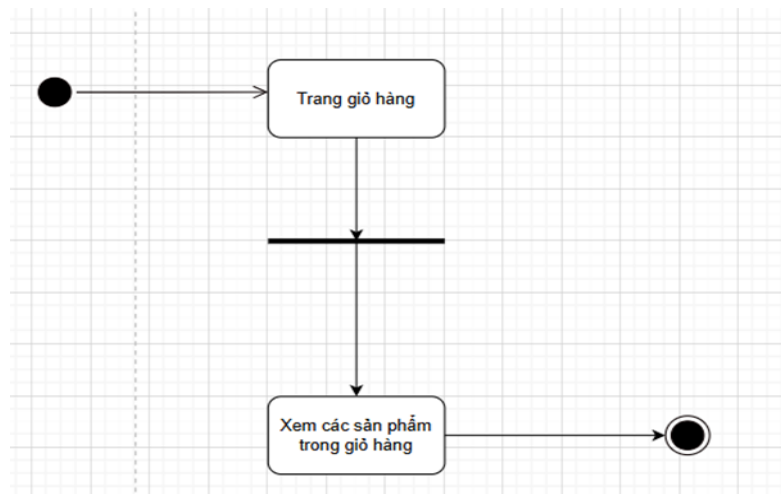 Trang giỏ hàng
Xem các sản phẩm
trong giỏ hàng